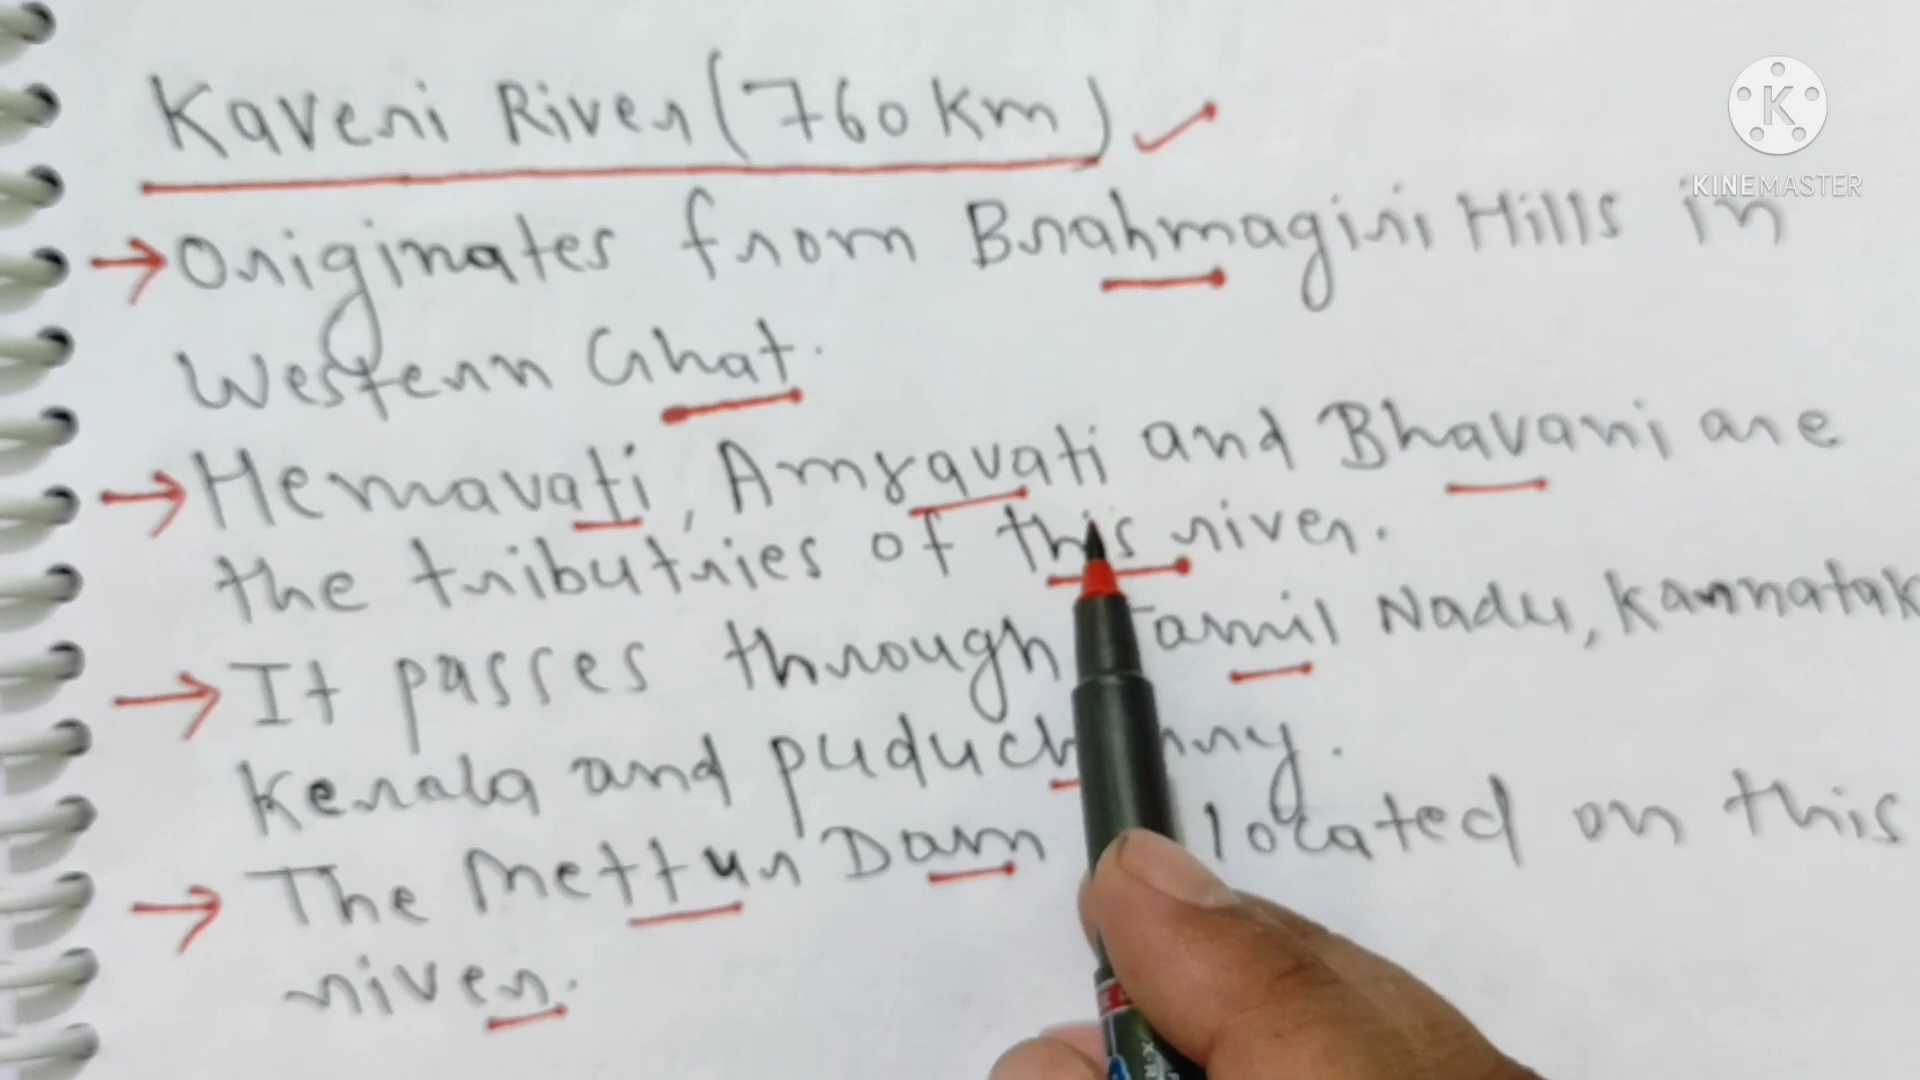 Kaveri River (760 Km)
KINEMASTER
→ Originates from Brahmagiri Hills in
Western Ghat.
→ Hemavati, Amravati and Bhavani are
the tributries of this river.
→ It passes through Tamil Nadu, Karnatak
Kerala and puduch rry.
→ The Mettur Dam located on this
river.